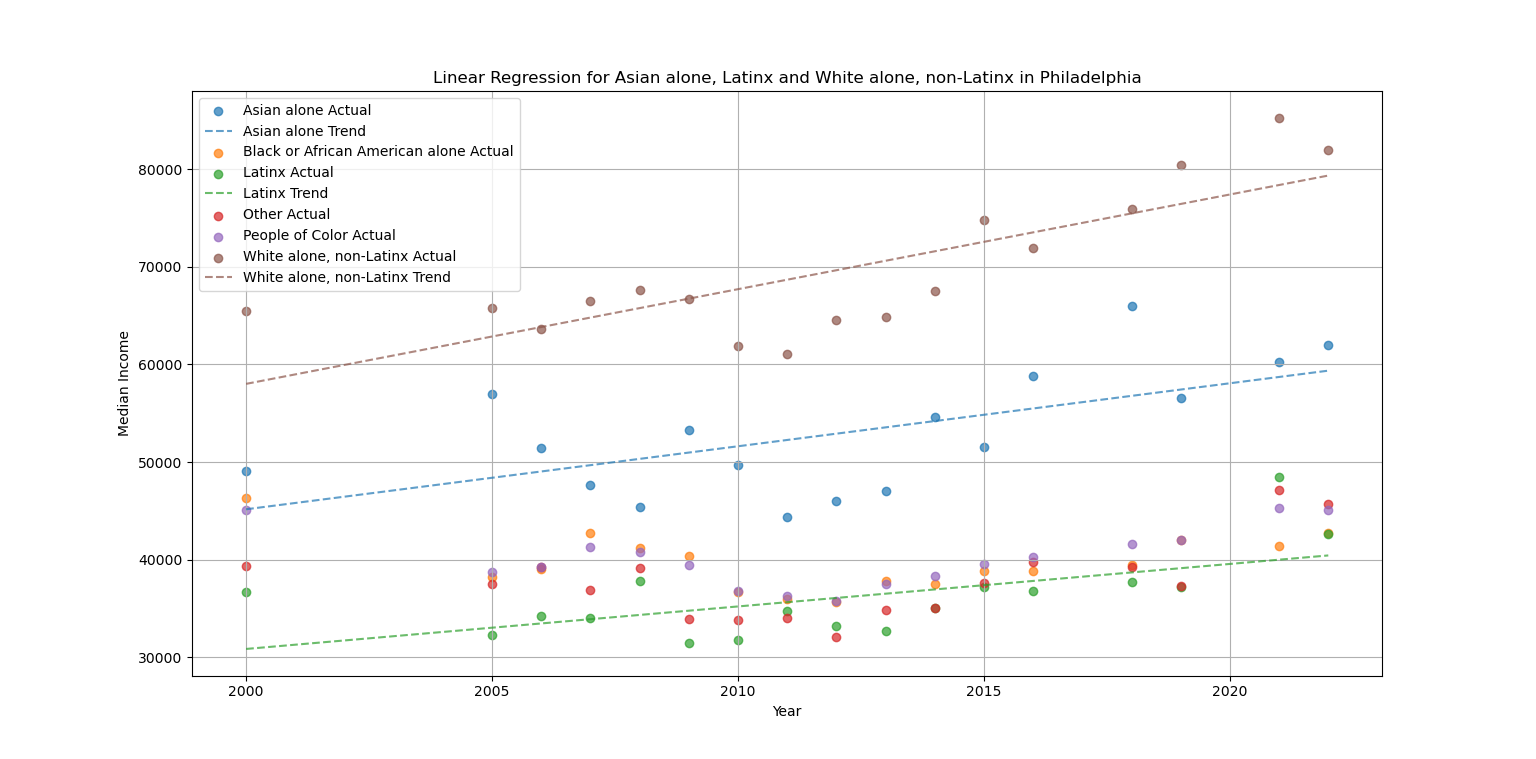 Linear Regression for Asian alone, Latinx and White alone, non-Latinx in Philadelphia
Asian alone Actual
Asian alone Trend
Black or African American alone Actual
Latinx Actual
Latinx Trend
Other Actual
People of Color Actual
White alone, non-Latinx Actual
White alone, non-Latinx Trend
Median Income
80000
70000
60000
50000
40000
30000
2000 2005 2010 2015 2020
Year